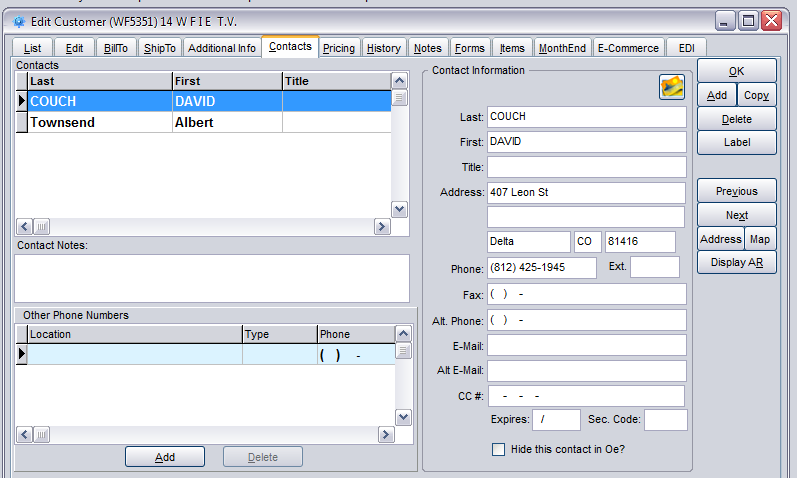 Edit Customer (WF5351) 14 W F I E T.V.
List Edit BillTo ShipTo Additional Info Contacts Pricing History Notes Forms Items MonthEnd E-Commerce EDI
Contacts
Last First Title
COUCH DAVID
Townsend Albert
Contact Notes:
Other Phone Numbers
Location Type Phone
( ) -
Add Delete
Contact Information
Last: COUCH
First: DAVID
Title:
Address: 407 Leon St
Delta CO 81416
Phone: (812) 425-1945 Ext.
Fax: ( ) -
Alt. Phone: ( ) -
E-Mail:
Alt E-Mail:
CC #: - - -
Expires: / Sec. Code:
Hide this contact in Oe?
OK
Add Copy
Delete
Label
Previous
Next
Address Map
Display AR